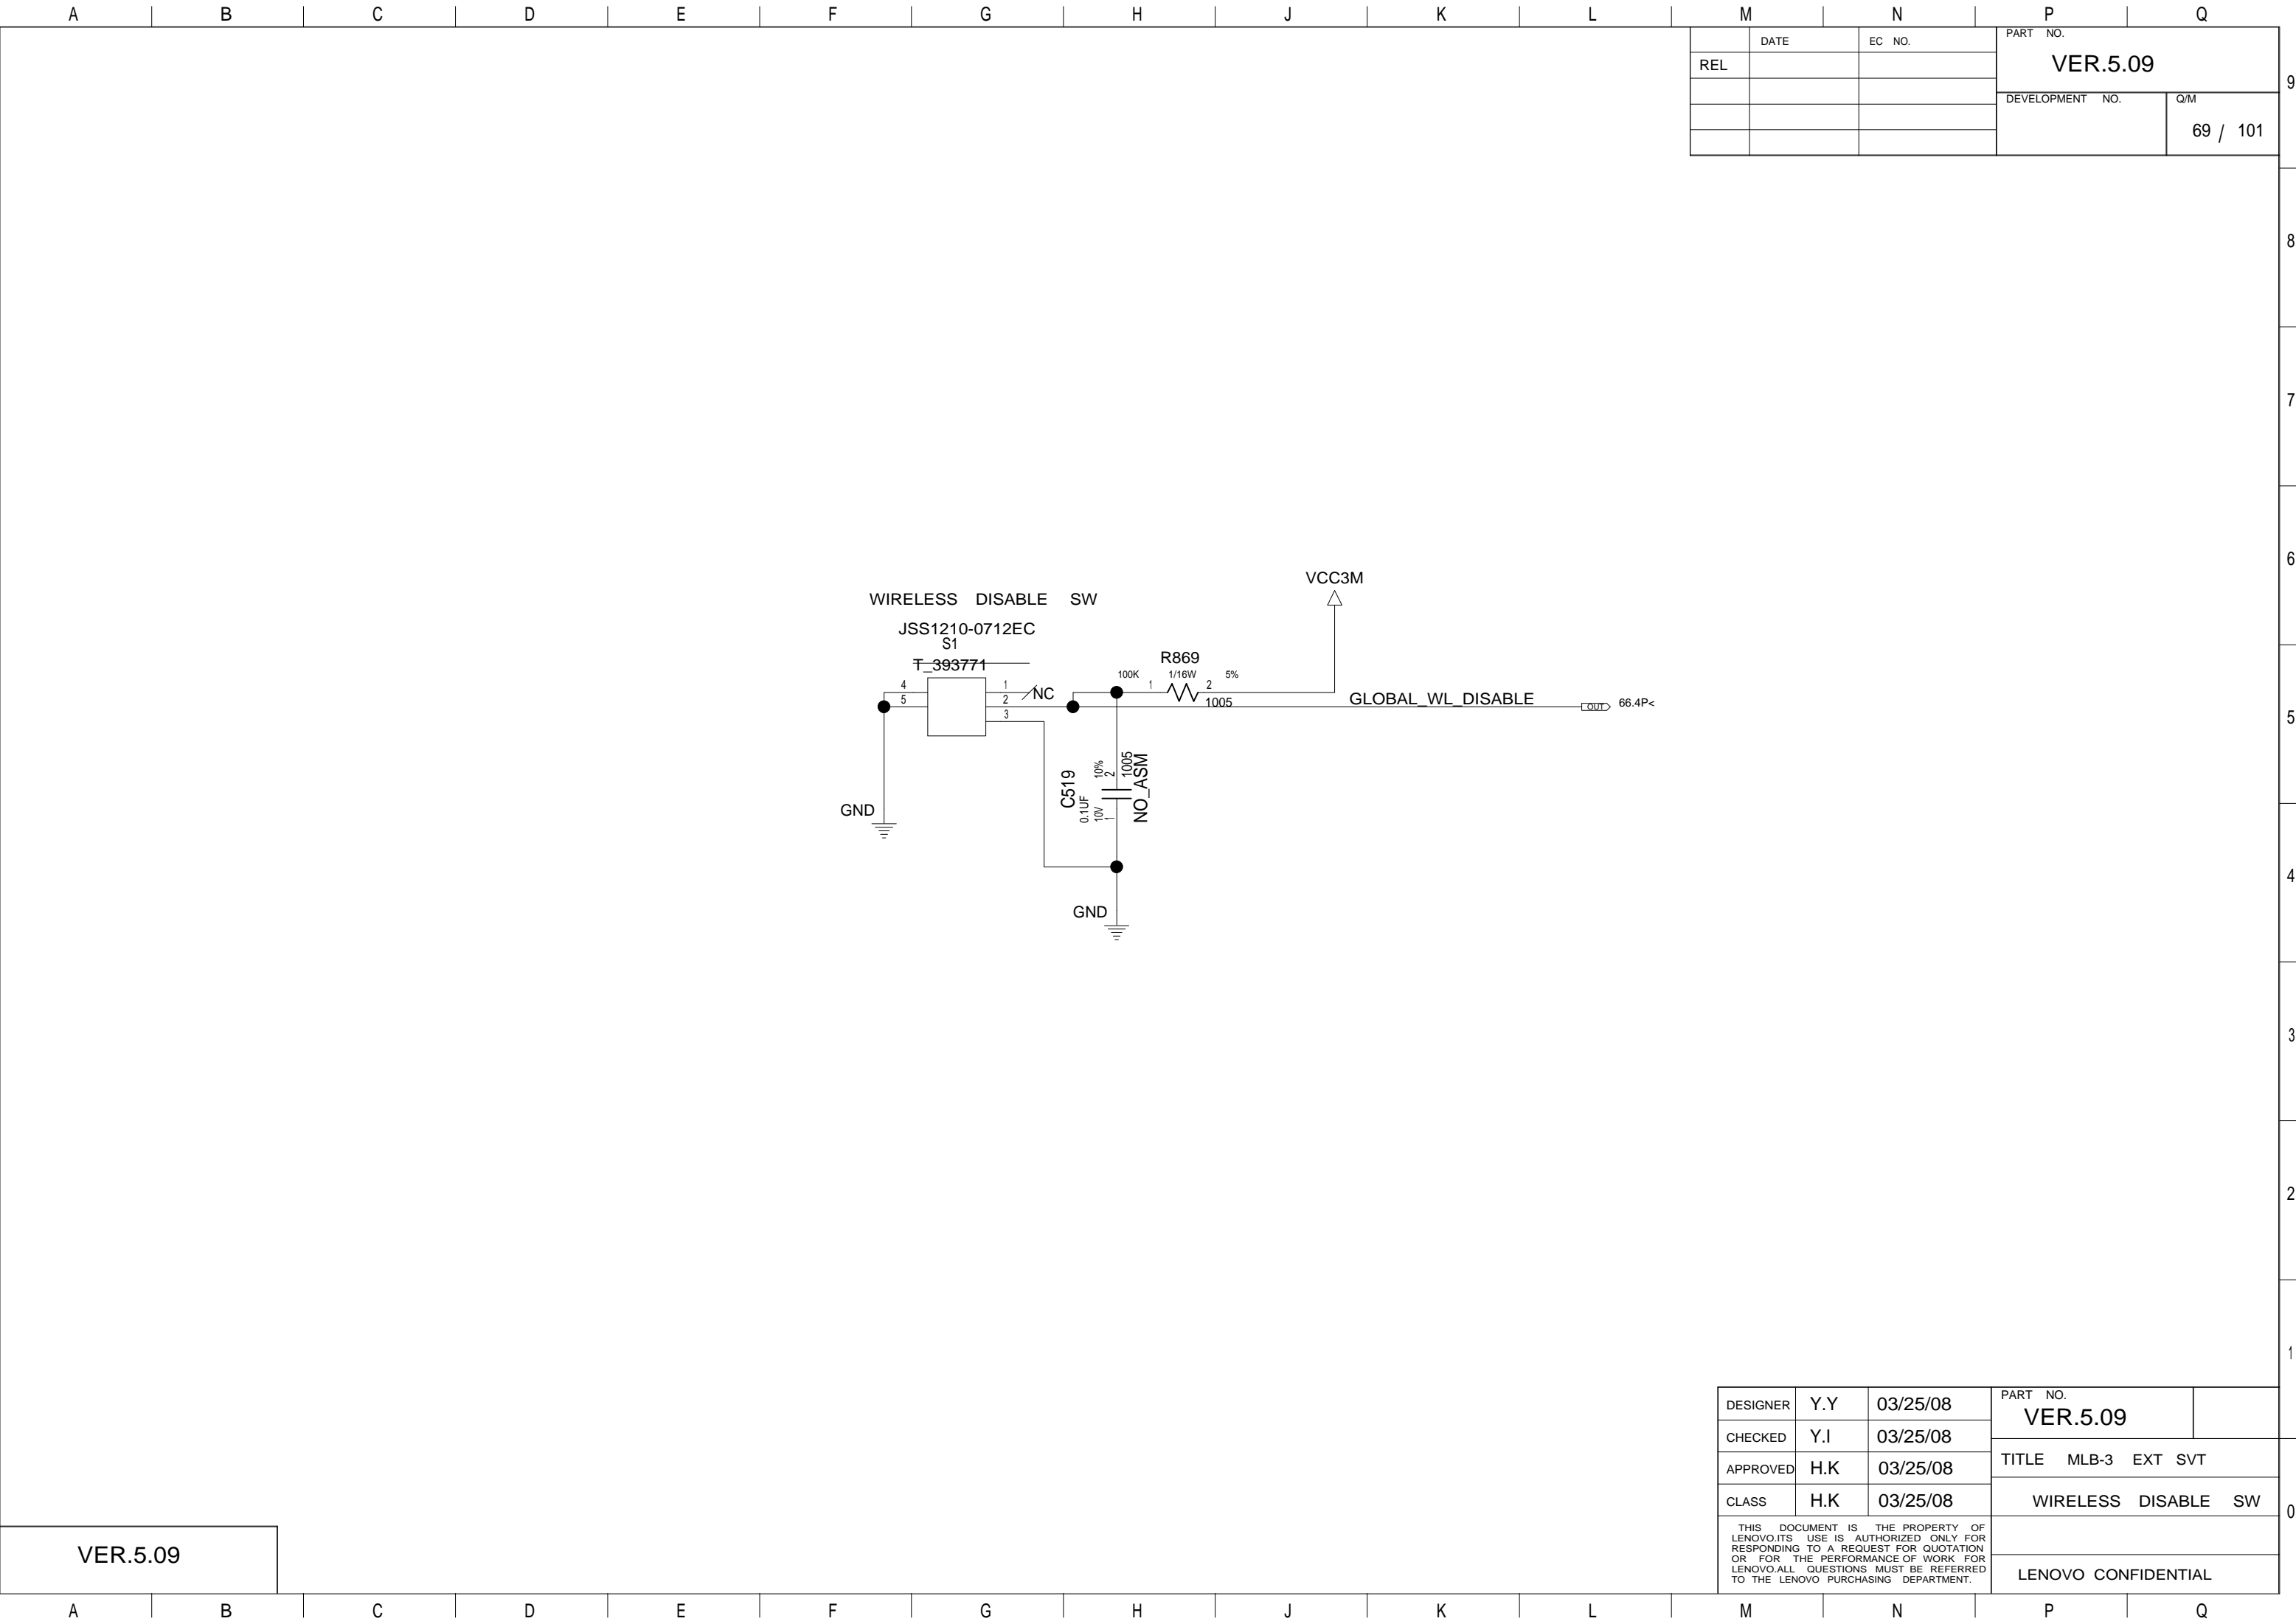 A B C D E F G H J K L M N P Q
DATE EC NO. PART NO.
REL
VER.5.09
DEVELOPMENT NO. Q/M
69 / 101
9
8
7
6
5
4
3
2
1
0
VCC3M
WIRELESS DISABLE SW
JSS1210-0712EC
S1
T_393771
R869
100K 1/16W 5%
1 2
1005
4
5
1
2
3
NC
GLOBAL_WL_DISABLE
OUT 66.4P<
C519
0.1UF
10V 10%
1 2
1005
NO_ASM
GND
GND
DESIGNER Y.Y 03/25/08
CHECKED Y.I 03/25/08
APPROVED H.K 03/25/08
CLASS H.K 03/25/08
PART NO.
VER.5.09
TITLE MLB-3 EXT SVT
WIRELESS DISABLE SW
THIS DOCUMENT IS THE PROPERTY OF
LENOVO.ITS USE IS AUTHORIZED ONLY FOR
RESPONDING TO A REQUEST FOR QUOTATION
OR FOR THE PERFORMANCE OF WORK FOR
LENOVO.ALL QUESTIONS MUST BE REFERRED
TO THE LENOVO PURCHASING DEPARTMENT.
LENOVO CONFIDENTIAL
VER.5.09
A B C D E F G H J K L M N P Q